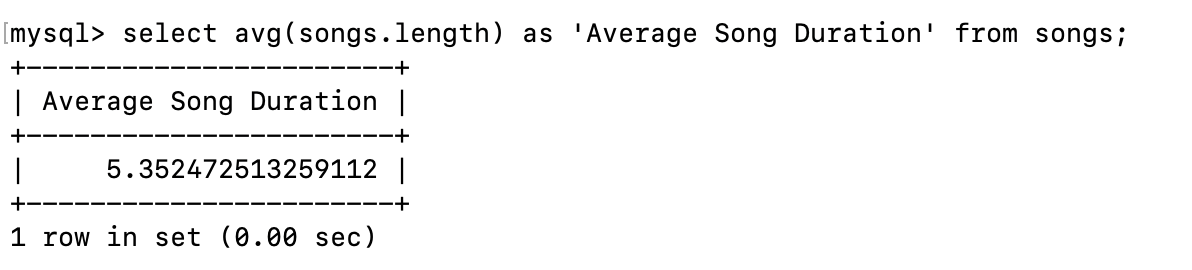 [mysql> select avg(songs.length) as 'Average Song Duration' from songs;
+-----------------------+
| Average Song Duration |
+-----------------------+
|     5.352472513259112 |
+-----------------------+
1 row in set (0.00 sec)